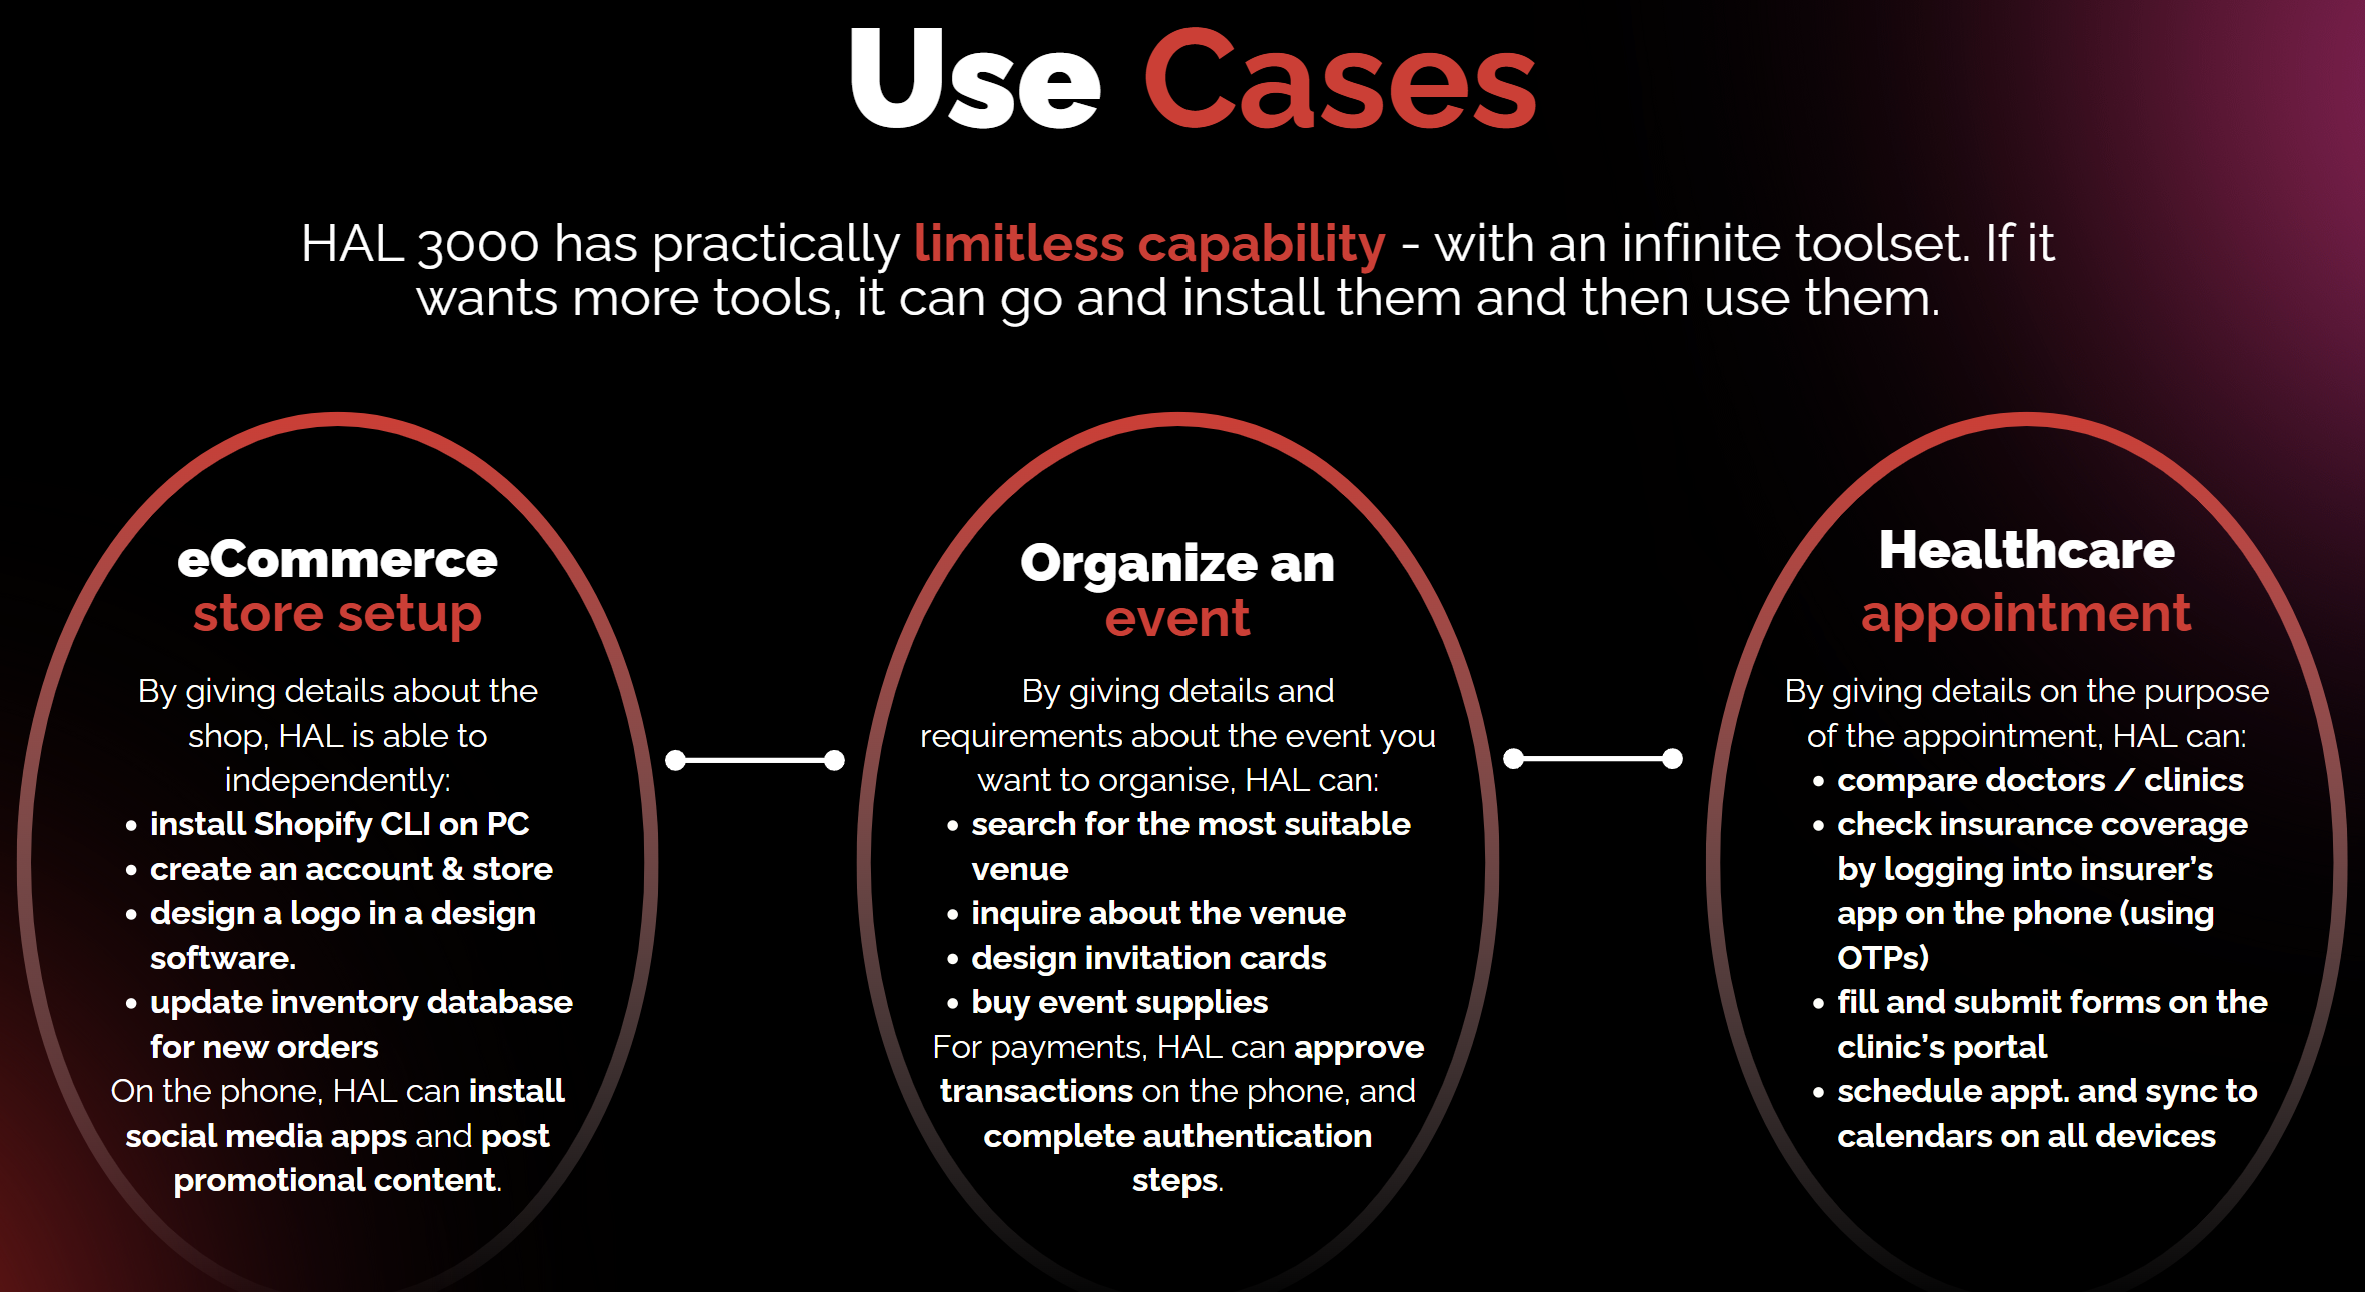 Use Cases
HAL 3000 has practically limitless capability - with an infinite toolset. If it
wants more tools, it can go and install them and then use them.
eCommerce
store setup
By giving details about the
shop, HAL is able to
independently:
• install Shopify CLI on PC
• create an account & store
• design a logo in a design
software.
• update inventory database
for new orders
On the phone, HAL can install
social media apps and post
promotional content.
Organize an
event
By giving details and
requirements about the event you
want to organise, HAL can:
• search for the most suitable
venue
• inquire about the venue
• design invitation cards
• buy event supplies
For payments, HAL can approve
transactions on the phone, and
complete authentication
steps.
Healthcare
appointment
By giving details on the purpose
of the appointment, HAL can:
• compare doctors / clinics
• check insurance coverage
by logging into insurer’s
app on the phone (using
OTPs)
• fill and submit forms on the
clinic’s portal
• schedule appt. and sync to
calendars on all devices